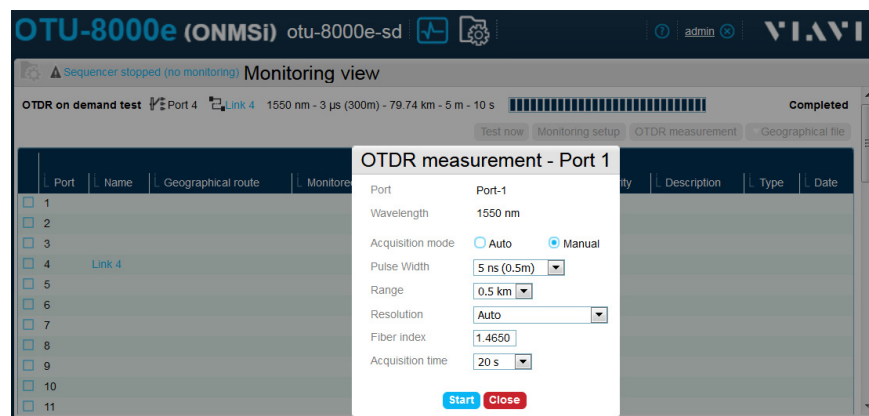 OTU-8000e (ONMSi) otu-8000e-sd admin VIAVI
Sequencer stopped (no monitoring) Monitoring view
OTDR on demand test Port 4 Link 4 1550 nm - 3 µs (300m) - 79.74 km - 5 m - 10 s Completed
Test now Monitoring setup OTDR measurement Geographical file
OTDR measurement - Port 1
Port Name Geographical route Description Type Date
Port Port-1
Wavelength 1550 nm
Acquisition mode Auto Manual
Pulse Width 5 ns (0.5m)
Range 0.5 km
Resolution Auto
Fiber index 1.4650
Acquisition time 20 s
Start Close
1
2
3
4 Link 4
5
6
7
8
9
10
11